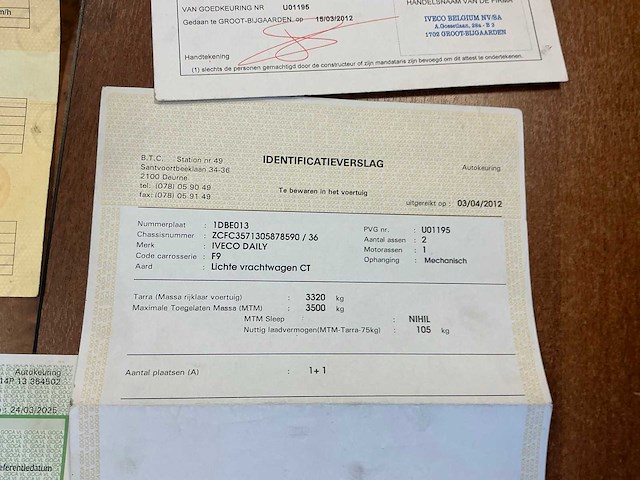 m/h
VAN GOEDKEURING NR U01195
Gedaan te GROOT-BIJGAARDEN, op 15/03/2012
HANDELSNAAM VAN DE FIRMA
IVECO BELGIUM NV/SA
A.Gossetlaan, 28a - B 3
1702 GROOT-BIJGAARDEN
Handtekening
(1) slechts de personen gemachtigd door de constructeur of zijn mandataris zijn bevoegd om dit attest te ondertekenen.
B.T.C. Station nr 49
Santvoortbeeklaan 34-36
2100 Deurne
tel: (078) 05 90 49
fax: (078) 05 91 49
IDENTIFICATIEVERSLAG
Autokeuring
Te bewaren in het voertuig
uitgereikt op : 03/04/2012
Nummerplaat : 1DBE013
Chassisnummer : ZCFC3571305878590 / 36
Merk : IVECO DAILY
Code carrosserie : F9
Aard : Lichte vrachtwagen CT
PVG nr. : U01195
Aantal assen : 2
Motorassen : 1
Ophanging : Mechanisch
Tarra (Massa rijklaar voertuig) : 3320 kg
Maximale Toegelaten Massa (MTM) : 3500 kg
MTM Sleep : NIHIL
Nuttig laadvermogen(MTM-Tarra-75kg) : 105 kg
Aantal plaatsen (A) : 1+ 1
Autokeuring
14P 13 384902
: 24/03/2025
eferentiedatum